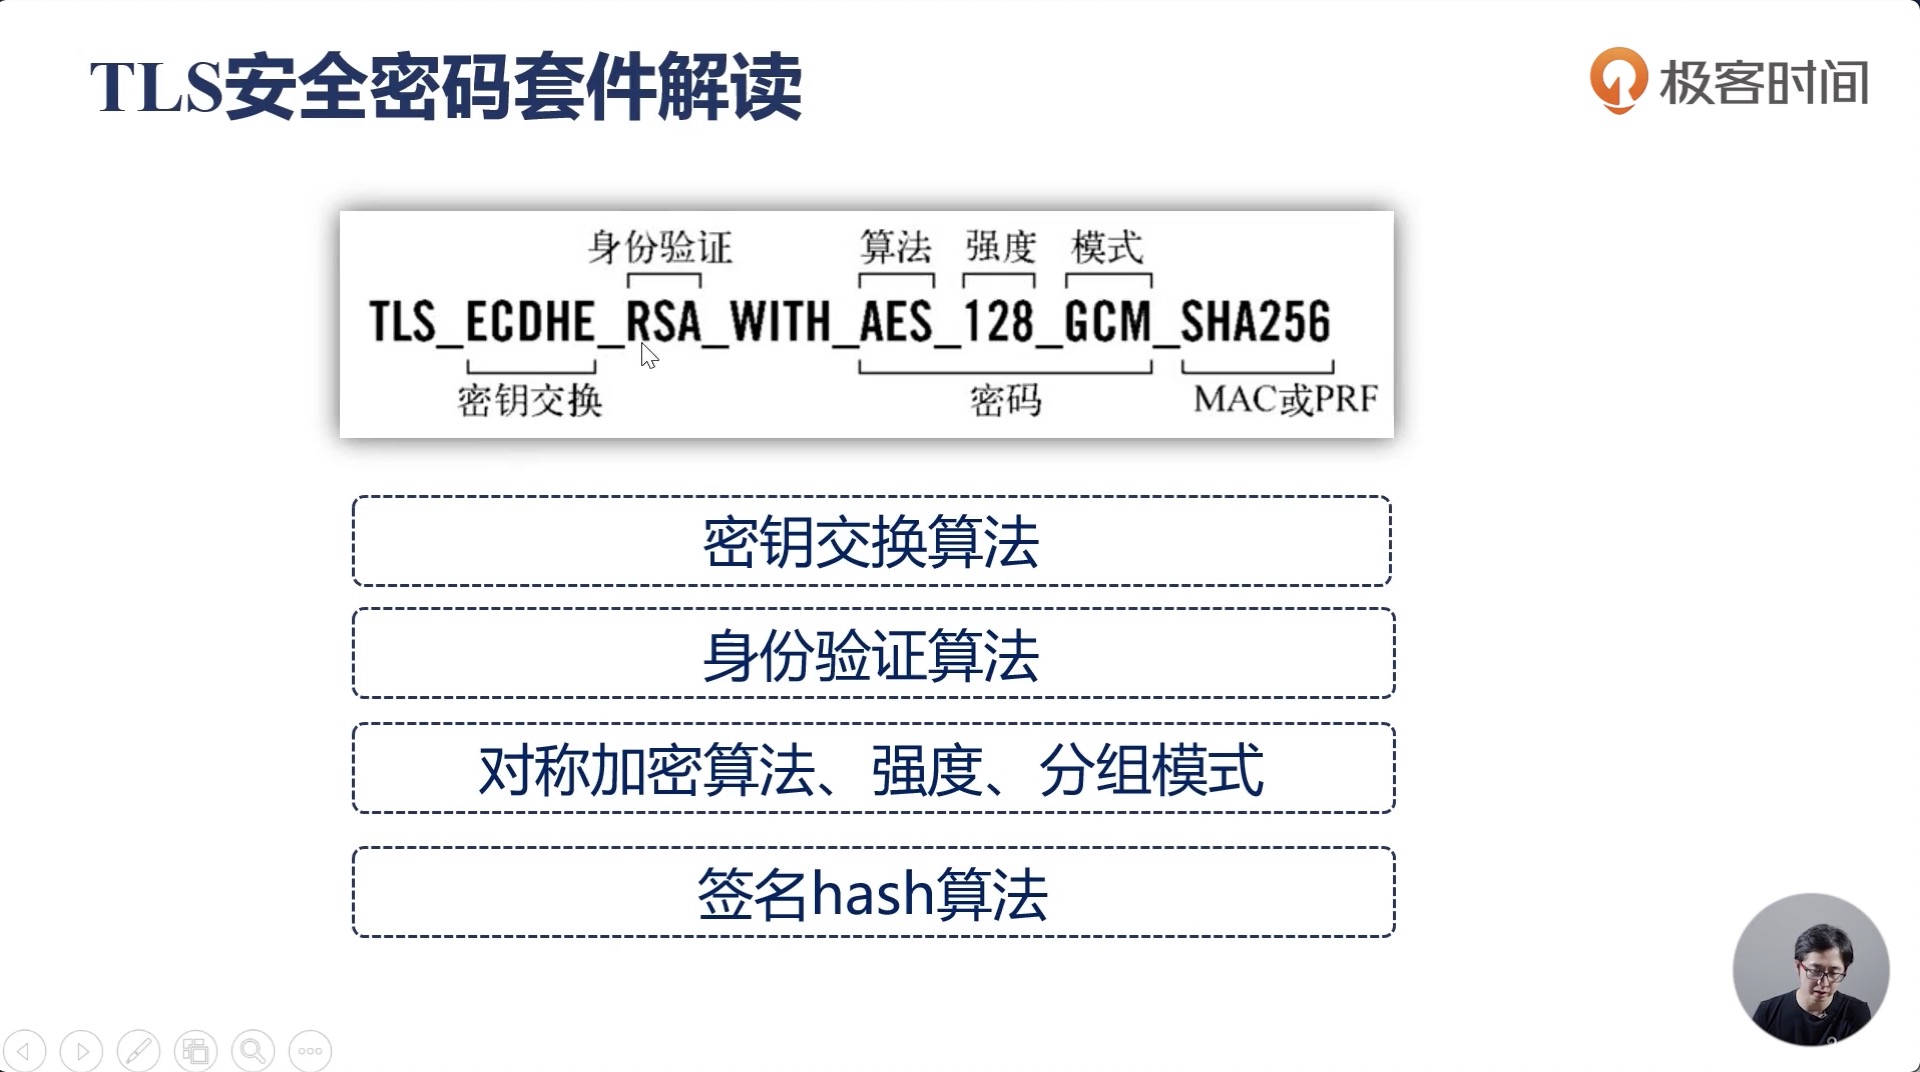 TLS安全密码套件解读
极客时间
身份验证 算法 强度 模式
TLS_ECDHE_RSA_WITH_AES_128_GCM_SHA256
密钥交换 密码 MAC或PRF
密钥交换算法
身份验证算法
对称加密算法、强度、分组模式
签名hash算法